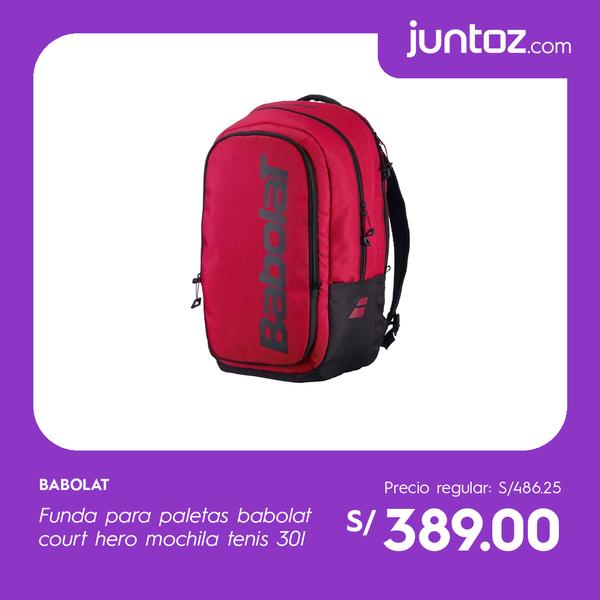 juntoz.com
Babolat
BABOLAT
Funda para paletas babolat
court hero mochila tenis 30l
Precio regular: S/486.25
S/ 389.00